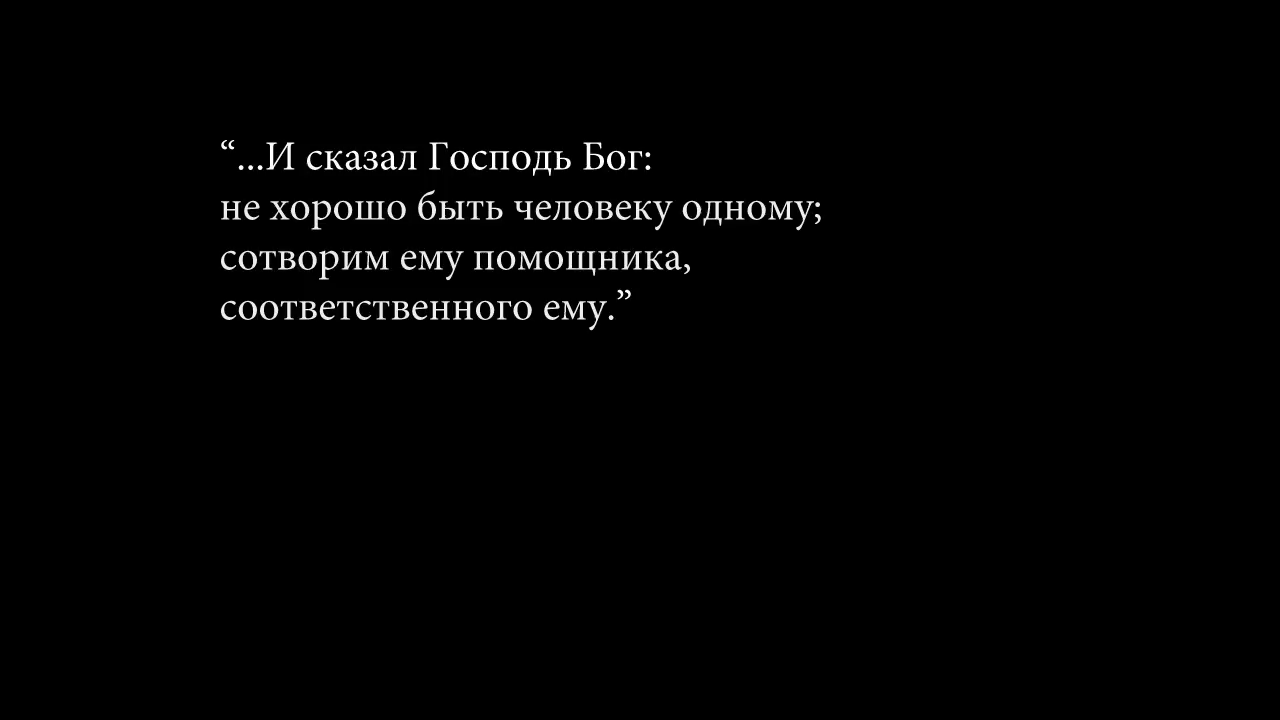 “...И сказал Господь Бог:
не хорошо быть человеку одному;
сотворим ему помощника,
соответственного ему.”